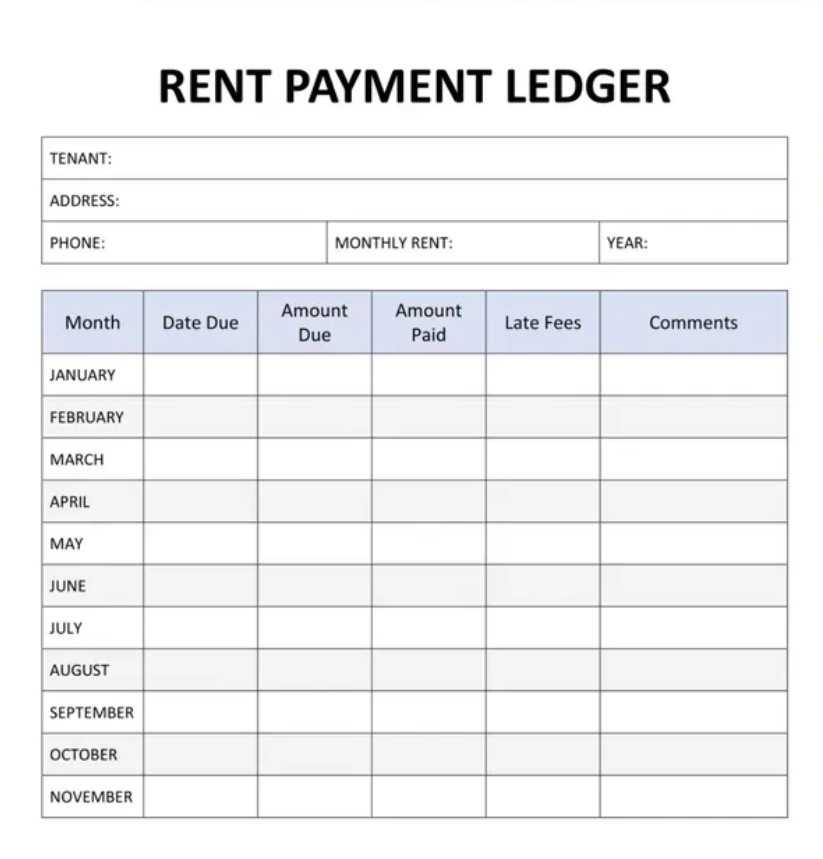 RENT PAYMENT LEDGER
TENANT:
ADDRESS:
PHONE: MONTHLY RENT: YEAR:
Month Date Due Amount Due Amount Paid Late Fees Comments
JANUARY
FEBRUARY
MARCH
APRIL
MAY
JUNE
JULY
AUGUST
SEPTEMBER
OCTOBER
NOVEMBER